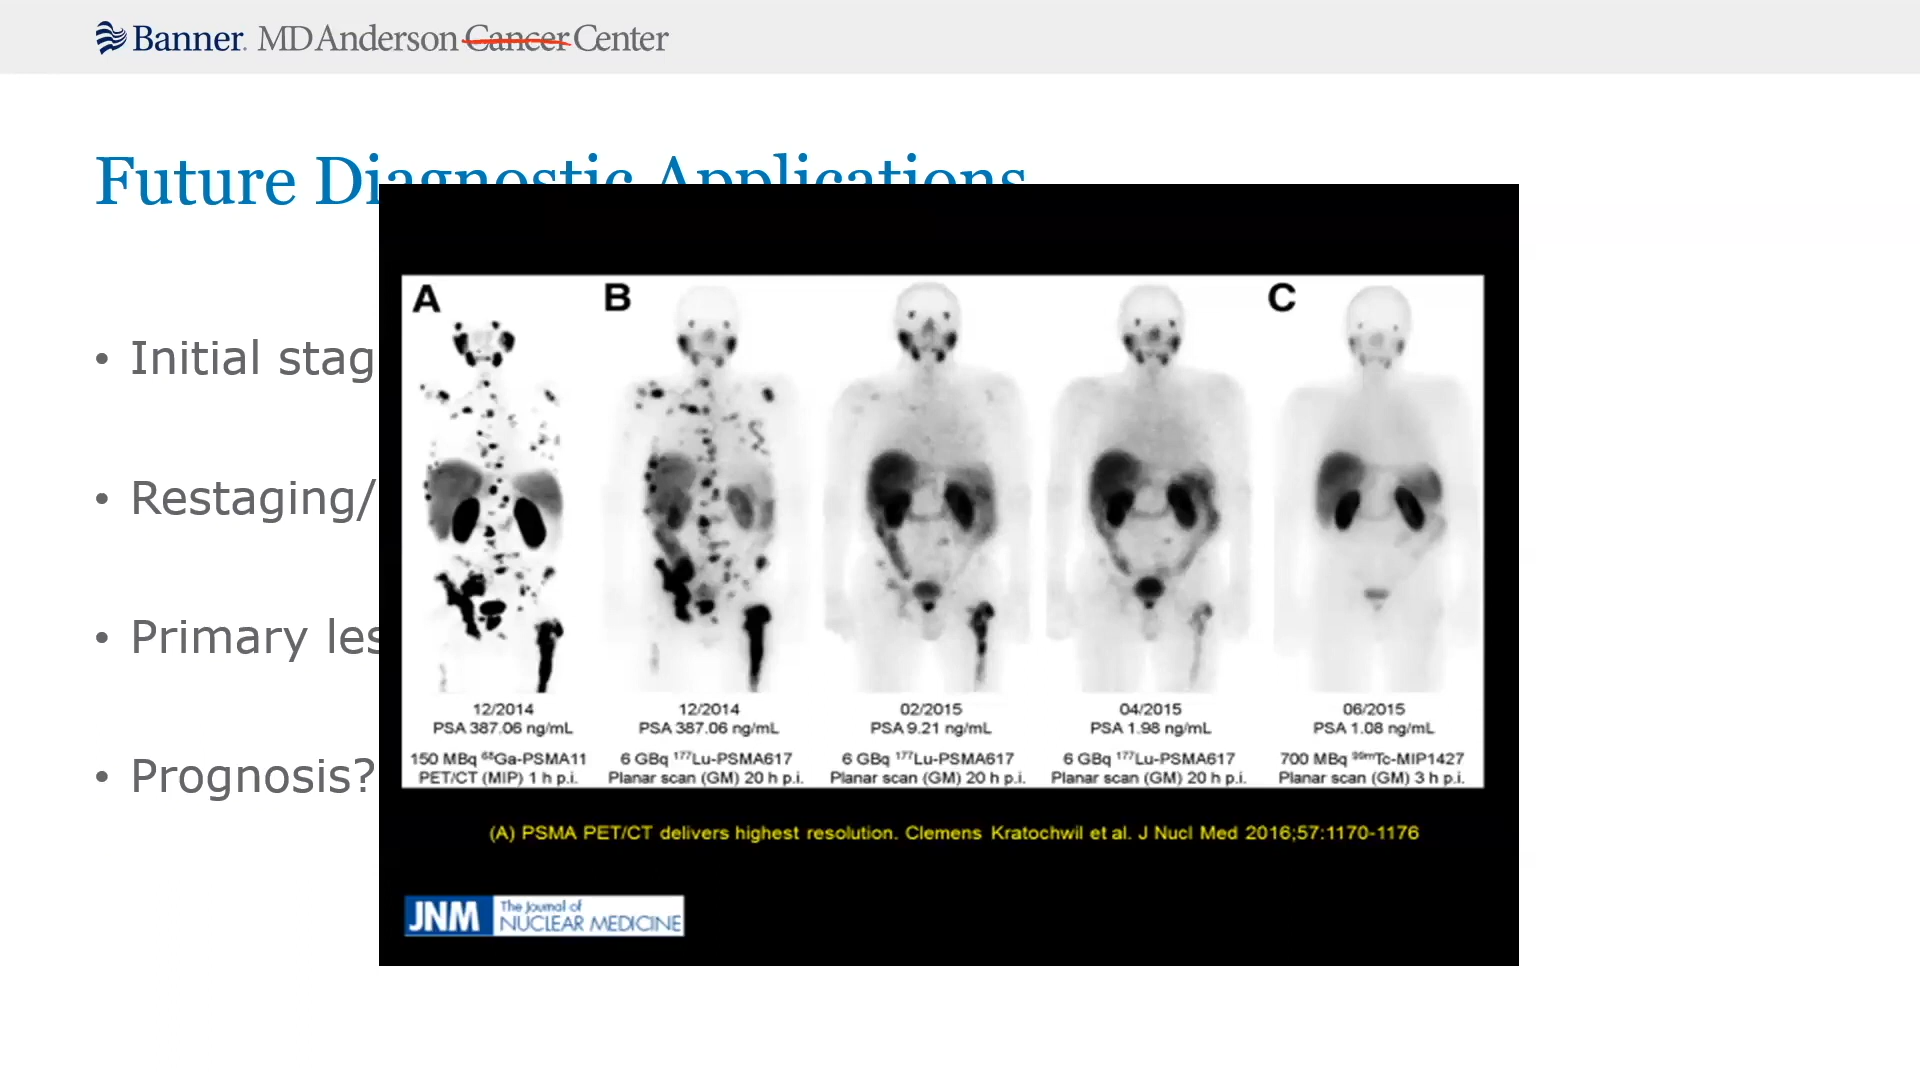 Banner. MD Anderson Cancer Center
Future Diagnostic Applications
• Initial stag
• Restaging/
• Primary les
• Prognosis?
A
B
C
12/2014
PSA 387.06 ng/mL
150 MBq ⁶⁸Ga-PSMA11
PET/CT (MIP) 1 h p.i.
12/2014
PSA 387.06 ng/mL
6 GBq ¹⁷⁷Lu-PSMA617
Planar scan (GM) 20 h p.i.
02/2015
PSA 9.21 ng/mL
6 GBq ¹⁷⁷Lu-PSMA617
Planar scan (GM) 20 h p.i.
04/2015
PSA 1.98 ng/mL
6 GBq ¹⁷⁷Lu-PSMA617
Planar scan (GM) 20 h p.i.
06/2015
PSA 1.08 ng/mL
700 MBq ⁹⁹ᵐTc-MIP1427
Planar scan (GM) 3 h p.i.
(A) PSMA PET/CT delivers highest resolution. Clemens Kratochwil et al. J Nucl Med 2016;57:1170-1176
JNM The Journal of
NUCLEAR MEDICINE